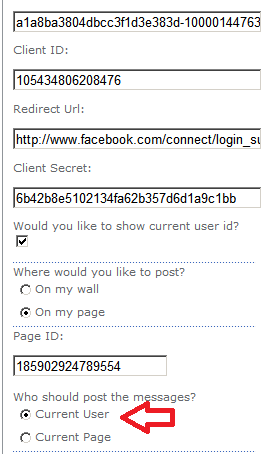 a1a8ba3804dbcc3f1d3e383d-10000144763
Client ID:
105434806208476
Redirect Url:
http://www.facebook.com/connect/login_su
Client Secret:
6b42b8e5102134fa62b357d6d1a9c1bb
Would you like to show current user id?
Where would you like to post?
On my wall
On my page
Page ID:
185902924789554
Who should post the messages?
Current User
Current Page